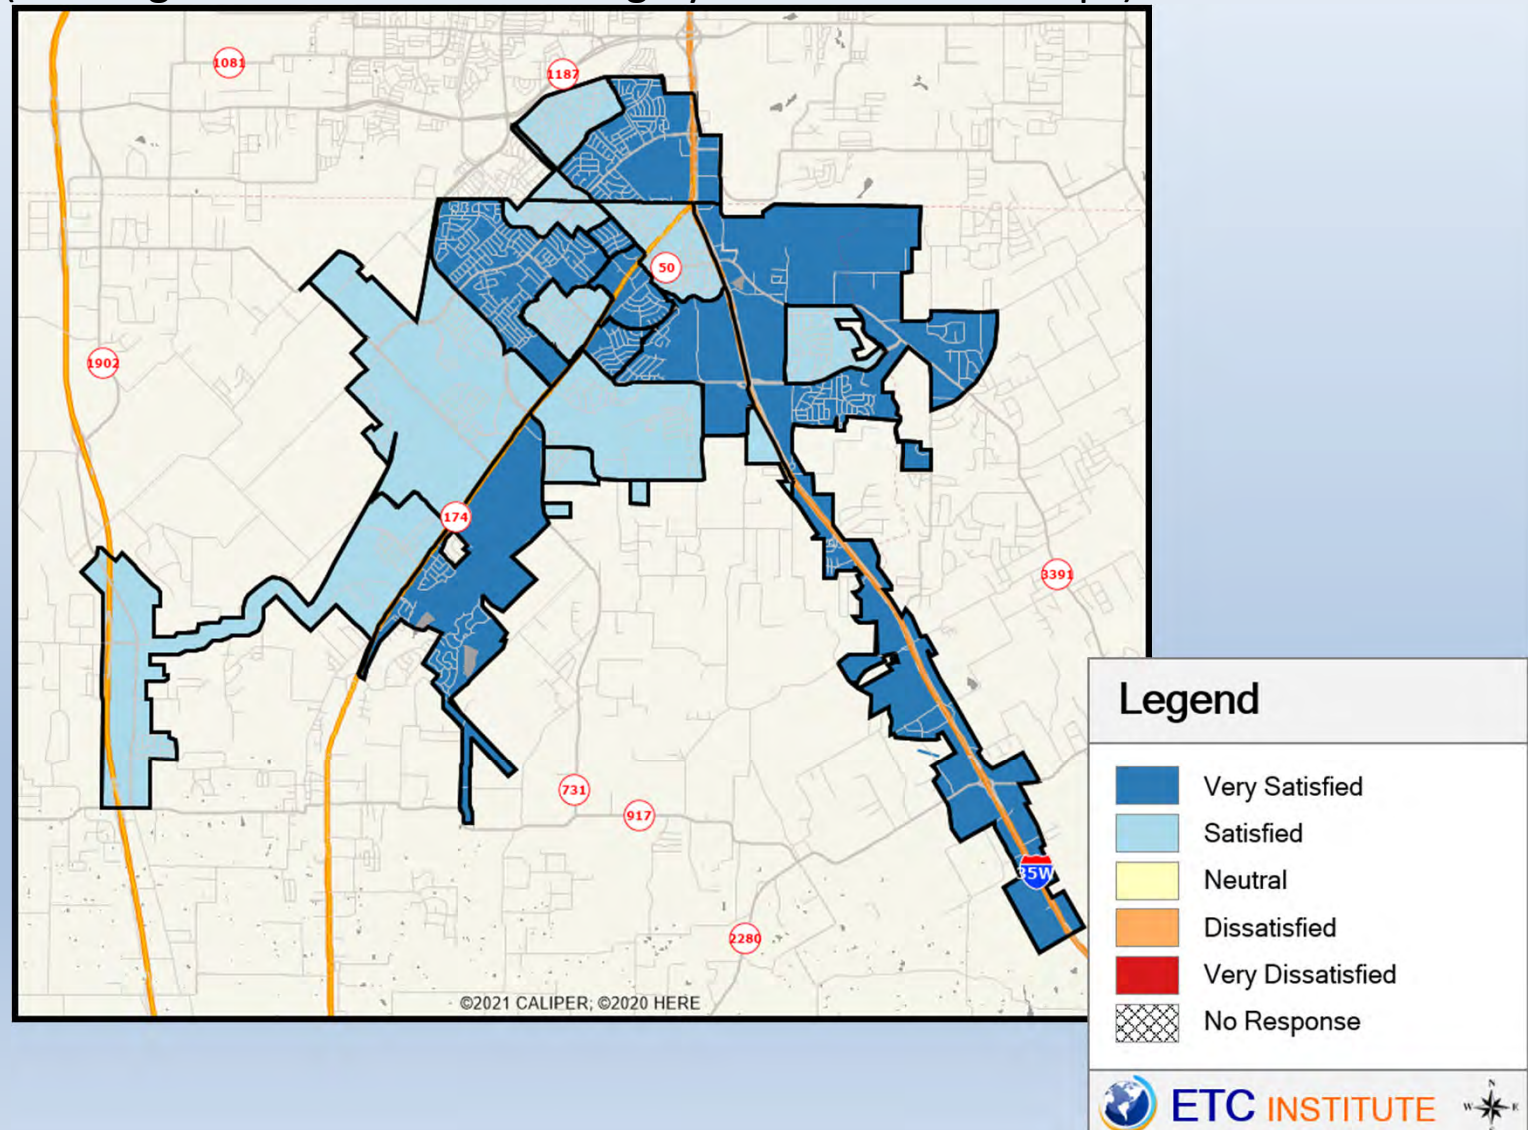 1081
1187
50
1902
174
3391
731
917
35W
2280
©2021 CALIPER; ©2020 HERE
Legend
Very Satisfied
Satisfied
Neutral
Dissatisfied
Very Dissatisfied
No Response
ETC INSTITUTE
N
W E